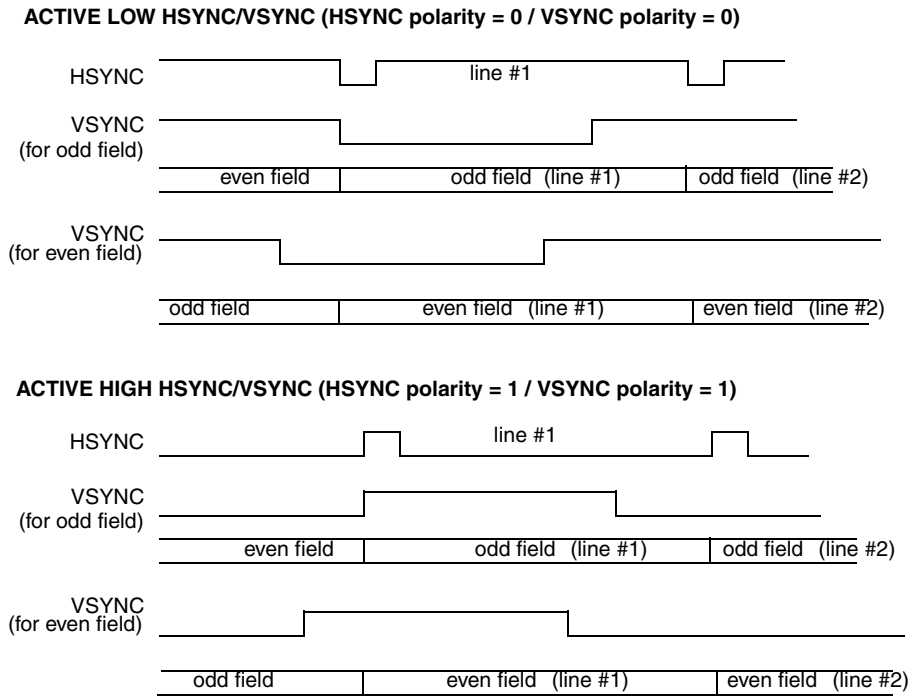 ACTIVE LOW HSYNC/VSYNC (HSYNC polarity = 0 / VSYNC polarity = 0)
HSYNC
line #1
VSYNC
(for odd field)
even field
odd field (line #1)
odd field (line #2)
VSYNC
(for even field)
odd field
even field (line #1)
even field (line #2)
ACTIVE HIGH HSYNC/VSYNC (HSYNC polarity = 1 / VSYNC polarity = 1)
HSYNC
line #1
VSYNC
(for odd field)
even field
odd field (line #1)
odd field (line #2)
VSYNC
(for even field)
odd field
even field (line #1)
even field (line #2)